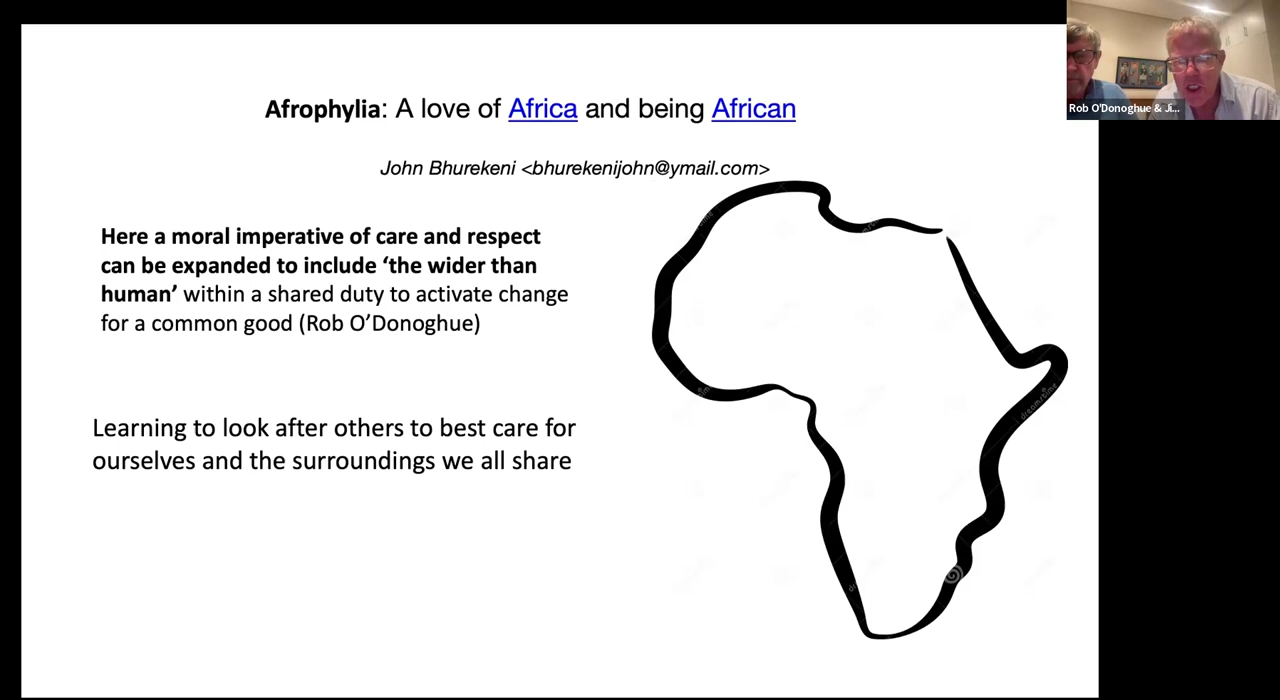 Afrophylia: A love of Africa and being African
John Bhurekeni <bhurekenijohn@ymail.com>
Here a moral imperative of care and respect
can be expanded to include ‘the wider than
human’ within a shared duty to activate change
for a common good (Rob O’Donoghue)
Learning to look after others to best care for
ourselves and the surroundings we all share
Rob O'Donoghue & Ji...
dreamstime